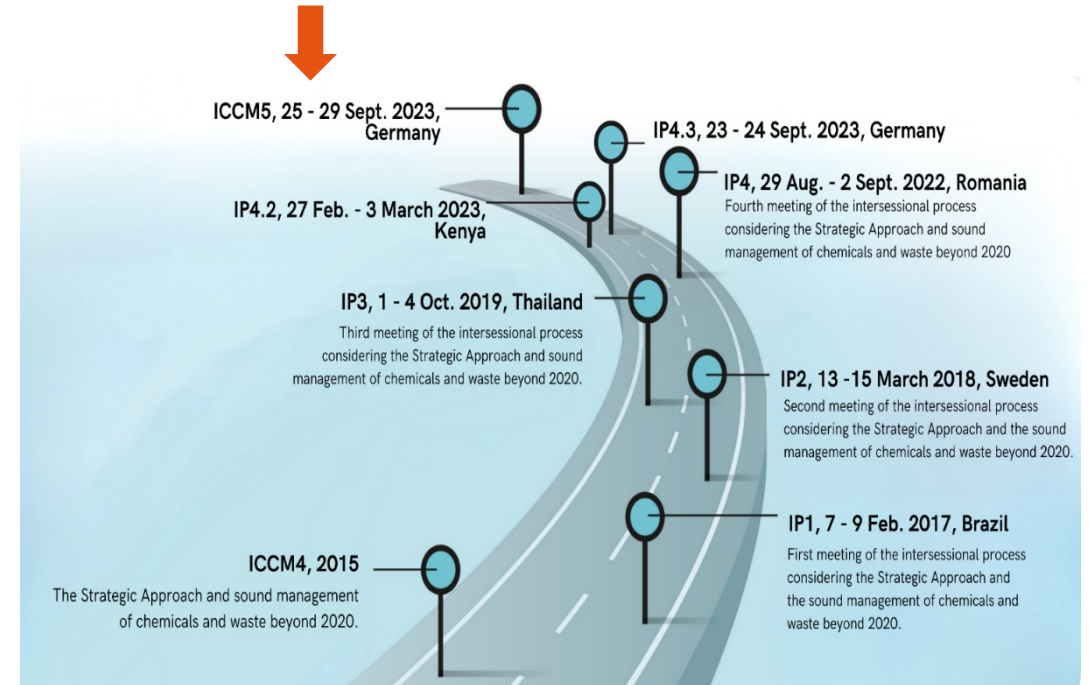 ICCM5, 25 - 29 Sept. 2023,
Germany
IP4.3, 23 - 24 Sept. 2023, Germany
IP4, 29 Aug. - 2 Sept. 2022, Romania
Fourth meeting of the intersessional process
considering the Strategic Approach and sound
management of chemicals and waste beyond 2020
IP4.2, 27 Feb. - 3 March 2023,
Kenya
IP3, 1 - 4 Oct. 2019, Thailand
Third meeting of the intersessional process
considering the Strategic Approach and sound
management of chemicals and waste beyond 2020.
IP2, 13 -15 March 2018, Sweden
Second meeting of the intersessional process
considering the Strategic Approach and the sound
management of chemicals and waste beyond 2020.
IP1, 7 - 9 Feb. 2017, Brazil
First meeting of the intersessional process
considering the Strategic Approach and
the sound management of chemicals and
waste beyond 2020.
ICCM4, 2015
The Strategic Approach and sound management
of chemicals and waste beyond 2020.